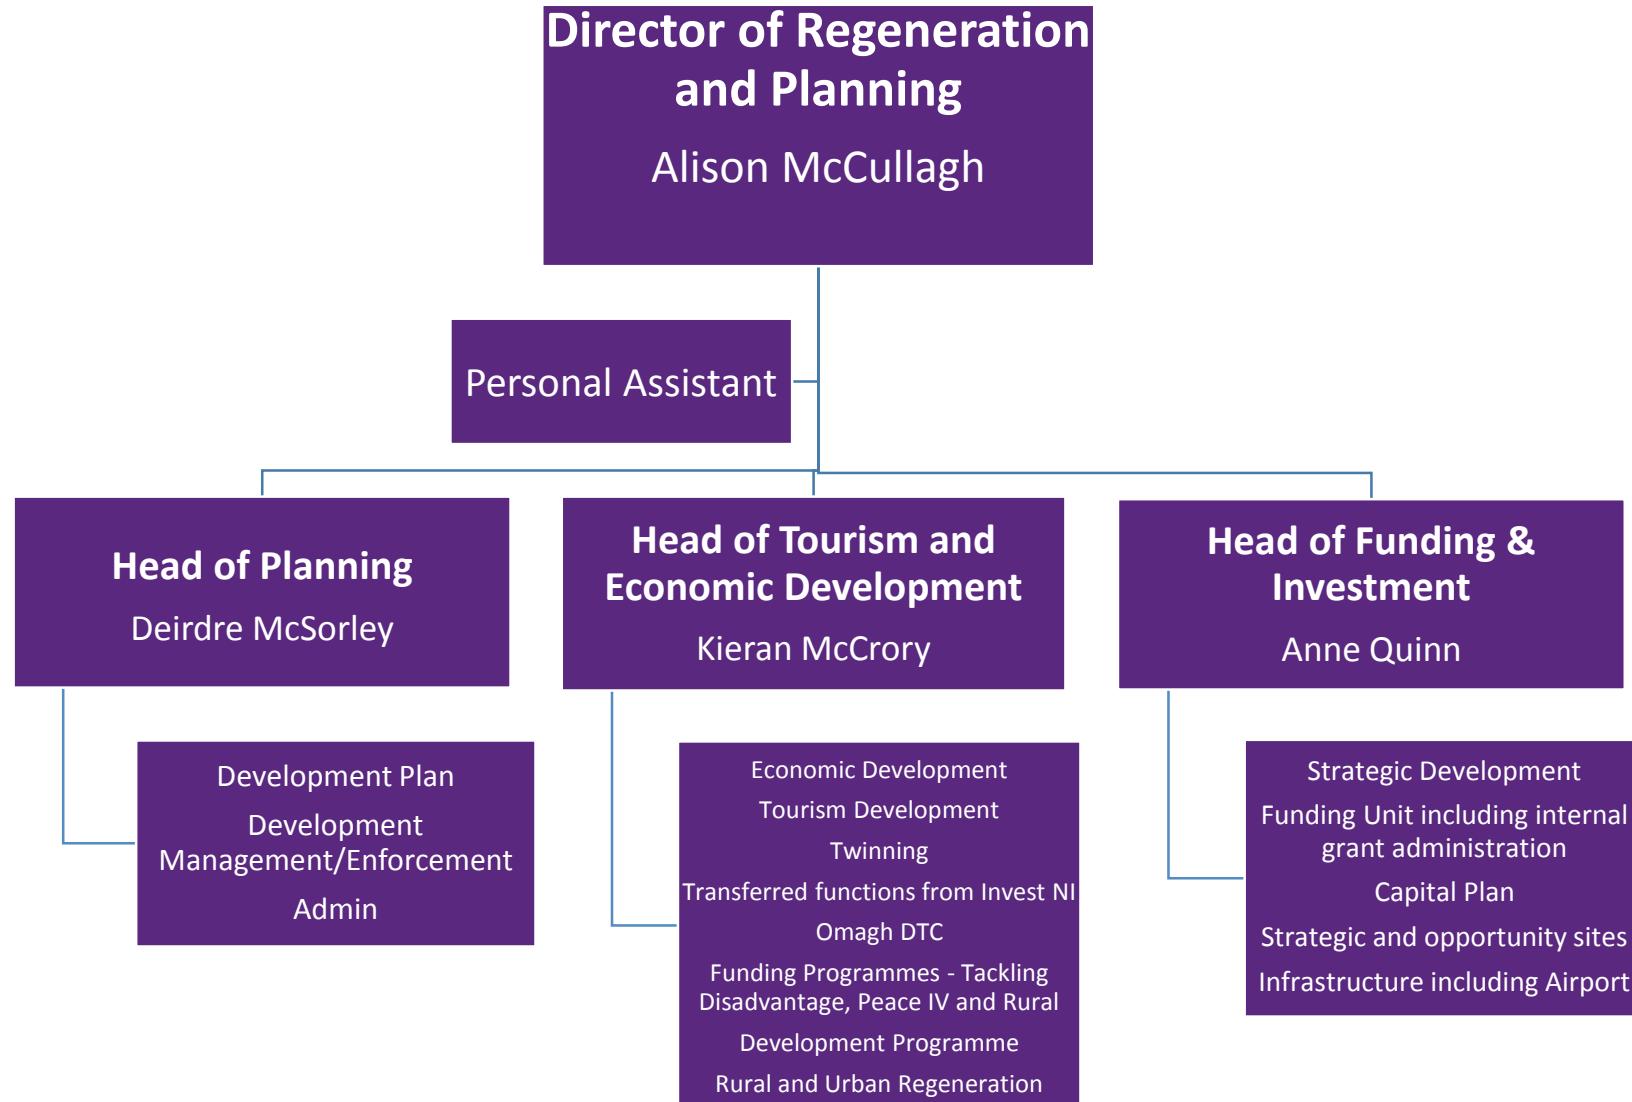 Director of Regeneration
and Planning
Alison McCullagh
Personal Assistant
Head of Planning
Deirdre McSorley
Head of Tourism and
Economic Development
Kieran McCrory
Head of Funding &
Investment
Anne Quinn
Development Plan
Development
Management/Enforcement
Admin
Economic Development
Tourism Development
Twinning
Transferred functions from Invest NI
Omagh DTC
Funding Programmes - Tackling
Disadvantage, Peace IV and Rural
Development Programme
Rural and Urban Regeneration
Strategic Development
Funding Unit including internal
grant administration
Capital Plan
Strategic and opportunity sites
Infrastructure including Airport